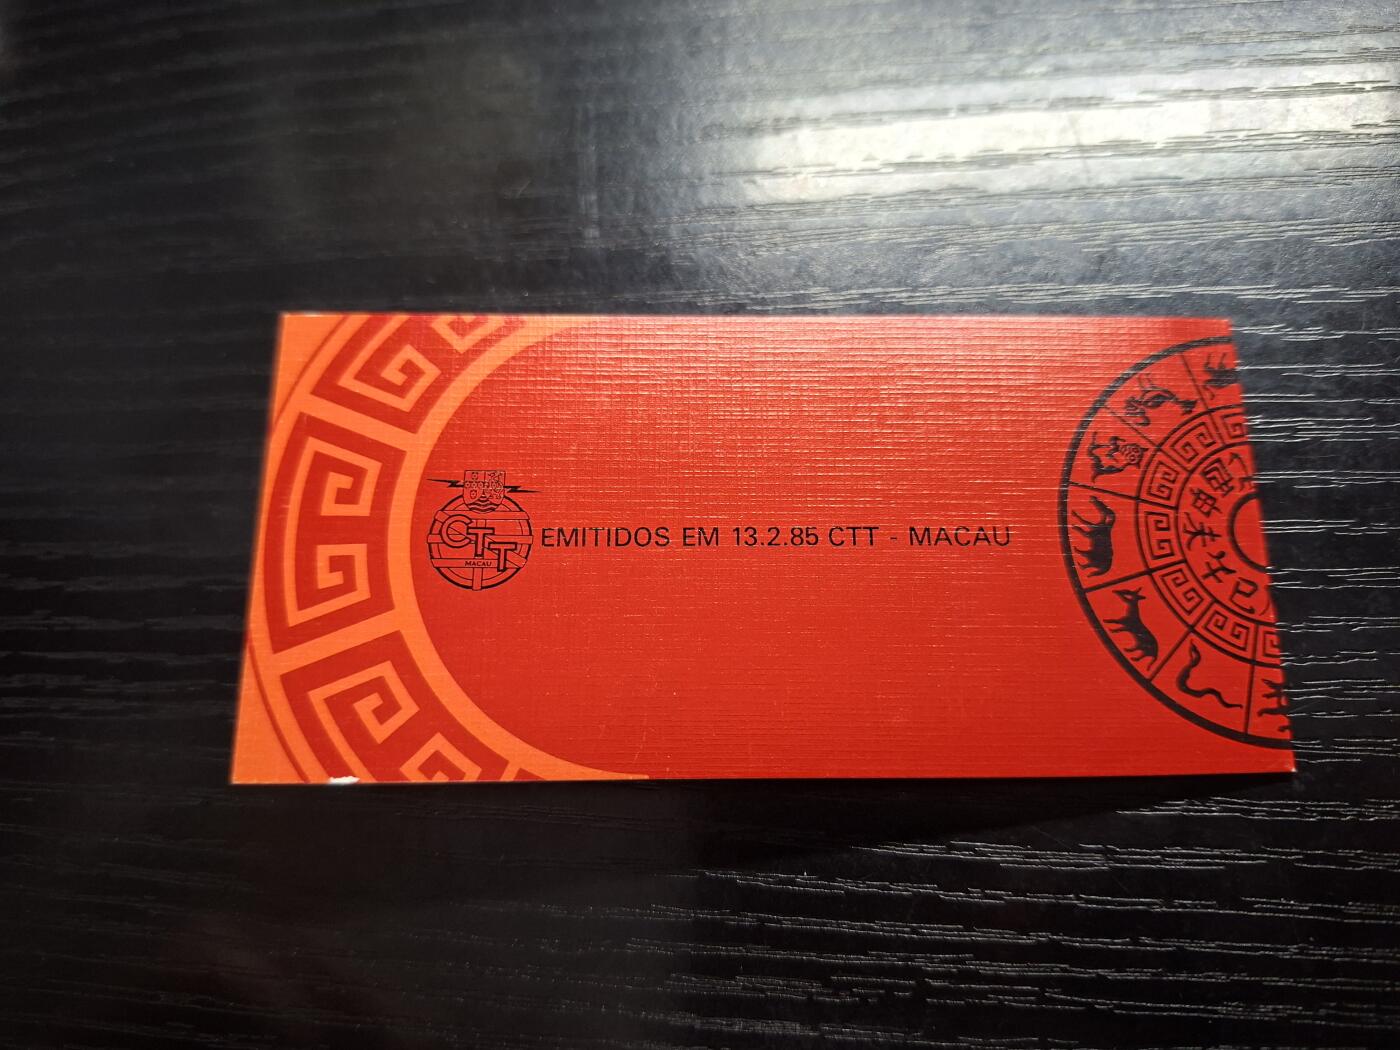 CTT
MACAU
EMITIDOS EM 13.2.85 CTT - MACAU